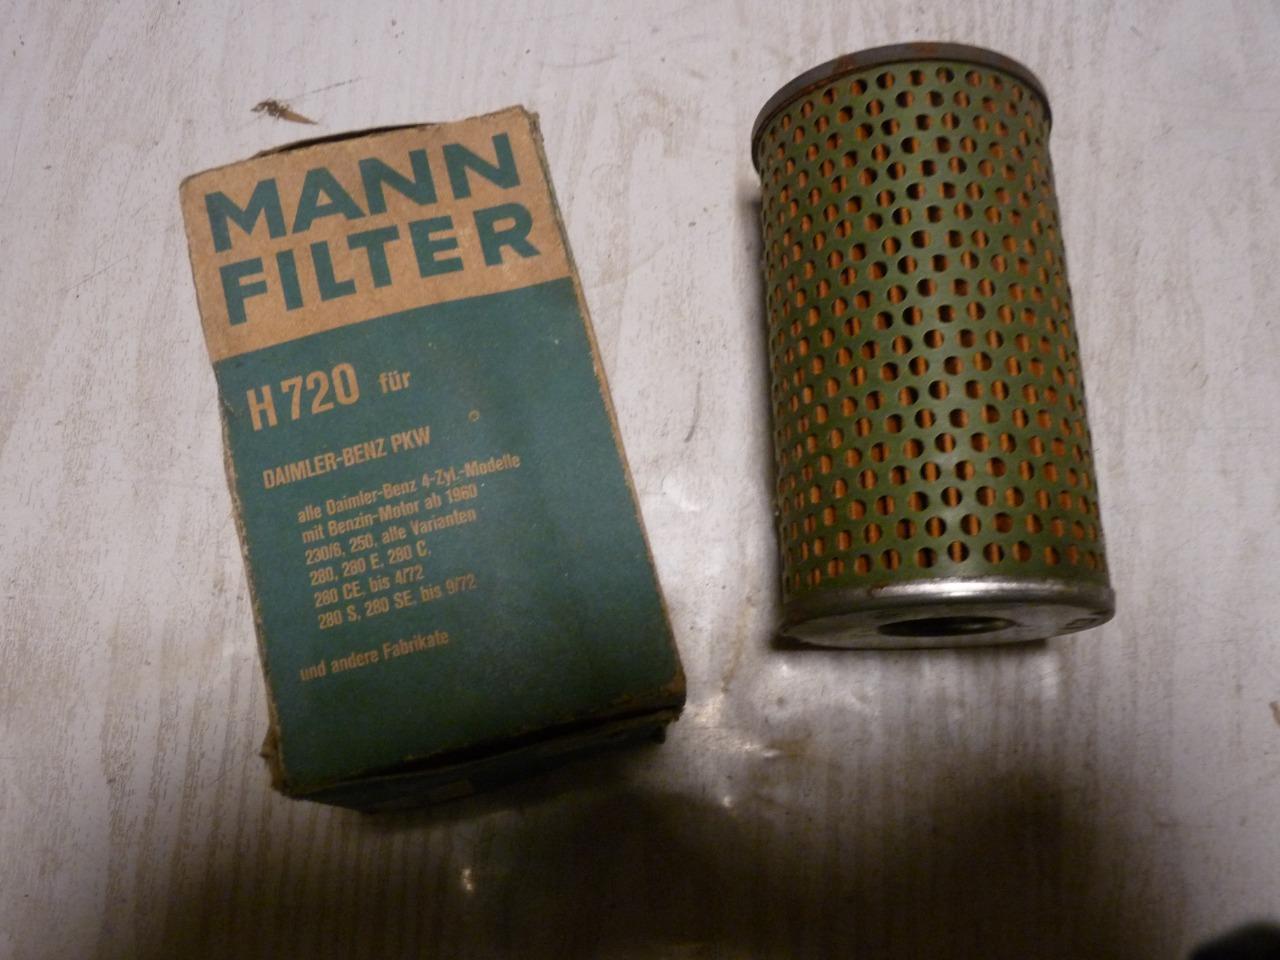 MANN
FILTER
H 720 für
DAIMLER-BENZ PKW
alle Daimler-Benz 4-Zyl.-Modelle
mit Benzin-Motor ab 1960
230/6, 250, alle Varianten
280, 280 E, 280 C,
280 CE, bis 4/72
280 S, 280 SE, bis 9/72
und andere Fabrikate